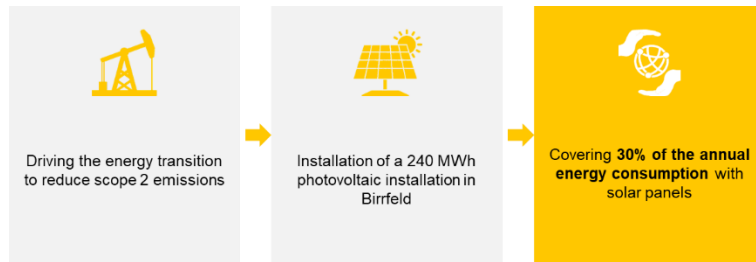 Driving the energy transition
to reduce scope 2 emissions
Installation of a 240 MWh
photovoltaic installation in
Birrfeld
Covering 30% of the annual
energy consumption with
solar panels